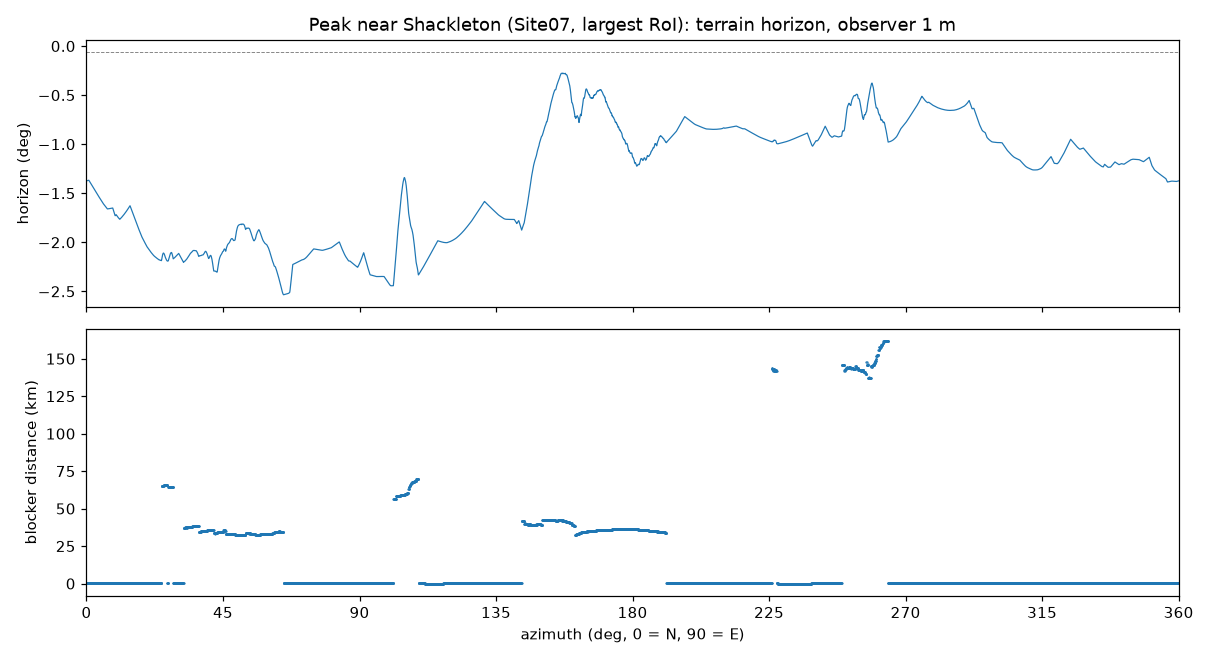 Peak near Shackleton (Site07, largest RoI): terrain horizon, observer 1 m
horizon (deg)
0.0
−0.5
−1.0
−1.5
−2.0
−2.5
blocker distance (km)
150
125
100
75
50
25
0
0 45 90 135 180 225 270 315 360
azimuth (deg, 0 = N, 90 = E)